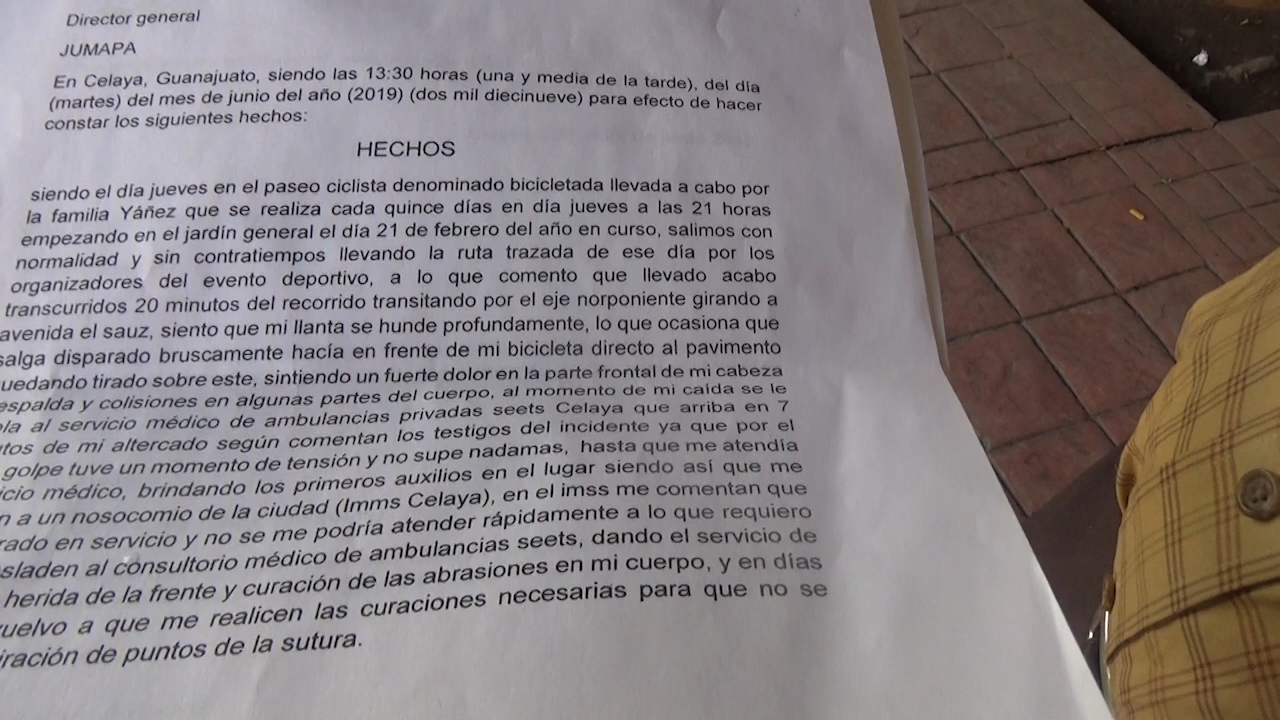 Director general
JUMAPA
En Celaya, Guanajuato, siendo las 13:30 horas (una y media de la tarde), del día
(martes) del mes de junio del año (2019) (dos mil diecinueve) para efecto de hacer
constar los siguientes hechos:
HECHOS
siendo el día jueves en el paseo ciclista denominado bicicletada llevada a cabo por
la familia Yáñez que se realiza cada quince días en día jueves a las 21 horas
empezando en el jardín general el día 21 de febrero del año en curso, salimos con
normalidad y sin contratiempos llevando la ruta trazada de ese día por los
organizadores del evento deportivo, a lo que comento que llevado acabo
transcurridos 20 minutos del recorrido transitando por el eje norponiente girando a
avenida el sauz, siento que mi llanta se hunde profundamente, lo que ocasiona que
salga disparado bruscamente hacía en frente de mi bicicleta directo al pavimento
uedando tirado sobre este, sintiendo un fuerte dolor en la parte frontal de mi cabeza
espalda y colisiones en algunas partes del cuerpo, al momento de mi caída se le
la al servicio médico de ambulancias privadas seets Celaya que arriba en 7
tos de mi altercado según comentan los testigos del incidente ya que por el
golpe tuve un momento de tensión y no supe nadamas, hasta que me atendía
icio médico, brindando los primeros auxilios en el lugar siendo así que me
n a un nosocomio de la ciudad (Imms Celaya), en el imss me comentan que
rado en servicio y no se me podría atender rápidamente a lo que requiero
sladen al consultorio médico de ambulancias seets, dando el servicio de
herida de la frente y curación de las abrasiones en mi cuerpo, y en días
uelvo a que me realicen las curaciones necesarias para que no se
iración de puntos de la sutura.